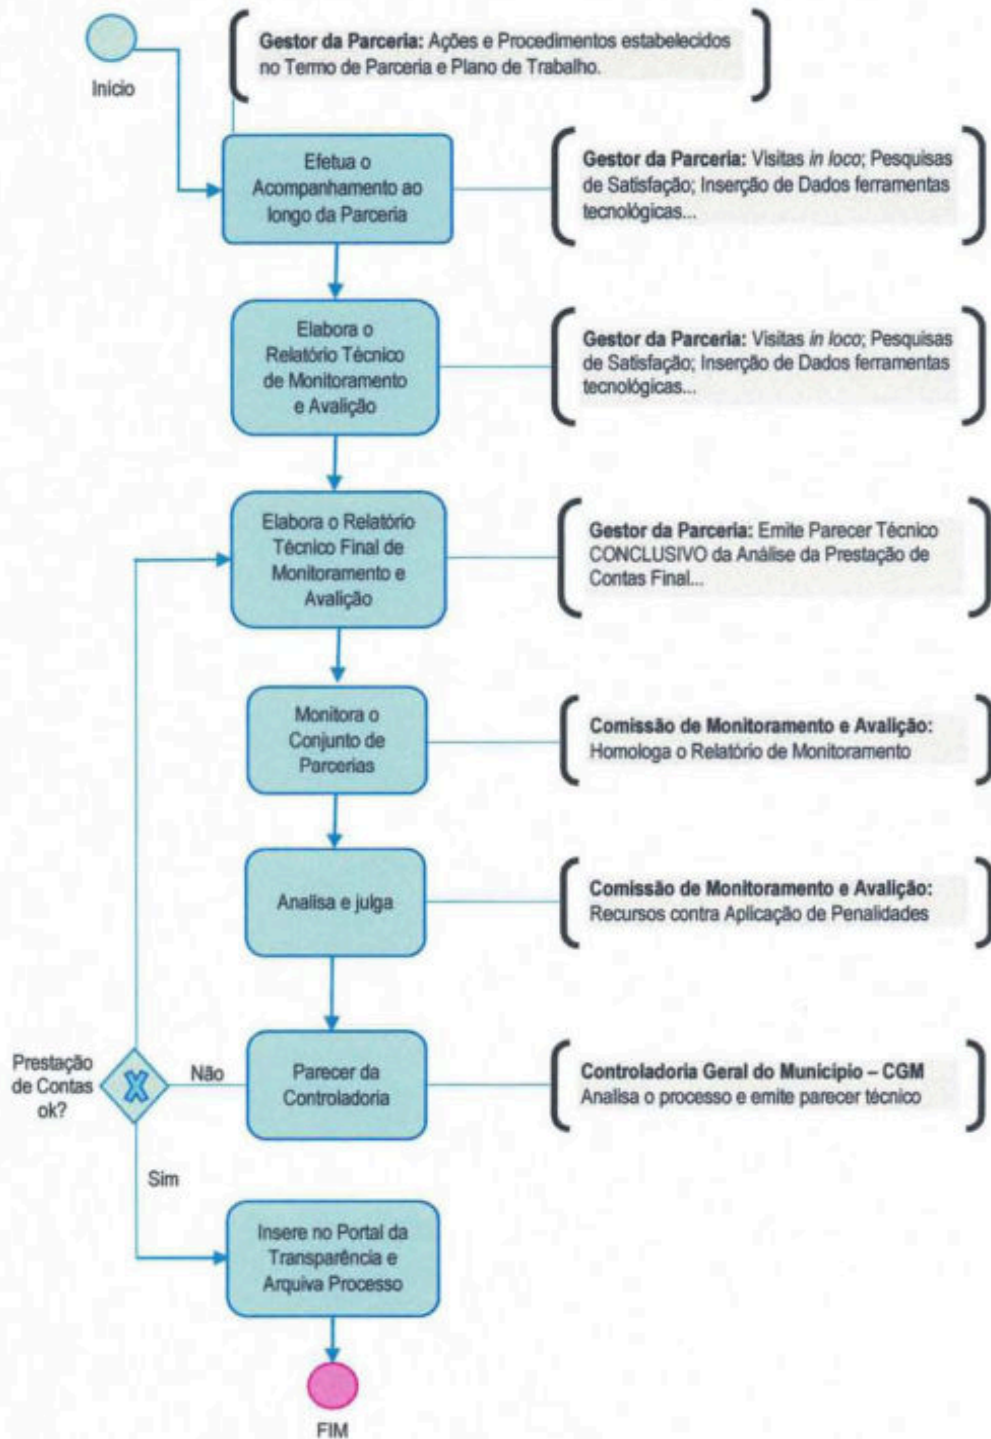 Gestor da Parceria: Ações e Procedimentos estabelecidos
no Termo de Parceria e Plano de Trabalho.
Início
Efetua o
Acompanhamento ao
longo da Parceria
Gestor da Parceria: Visitas in loco; Pesquisas
de Satisfação; Inserção de Dados ferramentas
tecnológicas...
Elabora o
Relatório Técnico
de Monitoramento
e Avalição
Gestor da Parceria: Visitas in loco; Pesquisas
de Satisfação; Inserção de Dados ferramentas
tecnológicas...
Elabora o Relatório
Técnico Final de
Monitoramento e
Avalição
Gestor da Parceria: Emite Parecer Técnico
CONCLUSIVO da Análise da Prestação de
Contas Final...
Monitora o
Conjunto de
Parcerias
Comissão de Monitoramento e Avalição:
Homologa o Relatório de Monitoramento
Analisa e julga
Comissão de Monitoramento e Avalição:
Recursos contra Aplicação de Penalidades
Prestação
de Contas
ok?
X
Não
Parecer da
Controladoria
Controladoria Geral do Municipio – CGM
Analisa o processo e emite parecer técnico
Sim
Insere no Portal da
Transparência e
Arquiva Processo
FIM